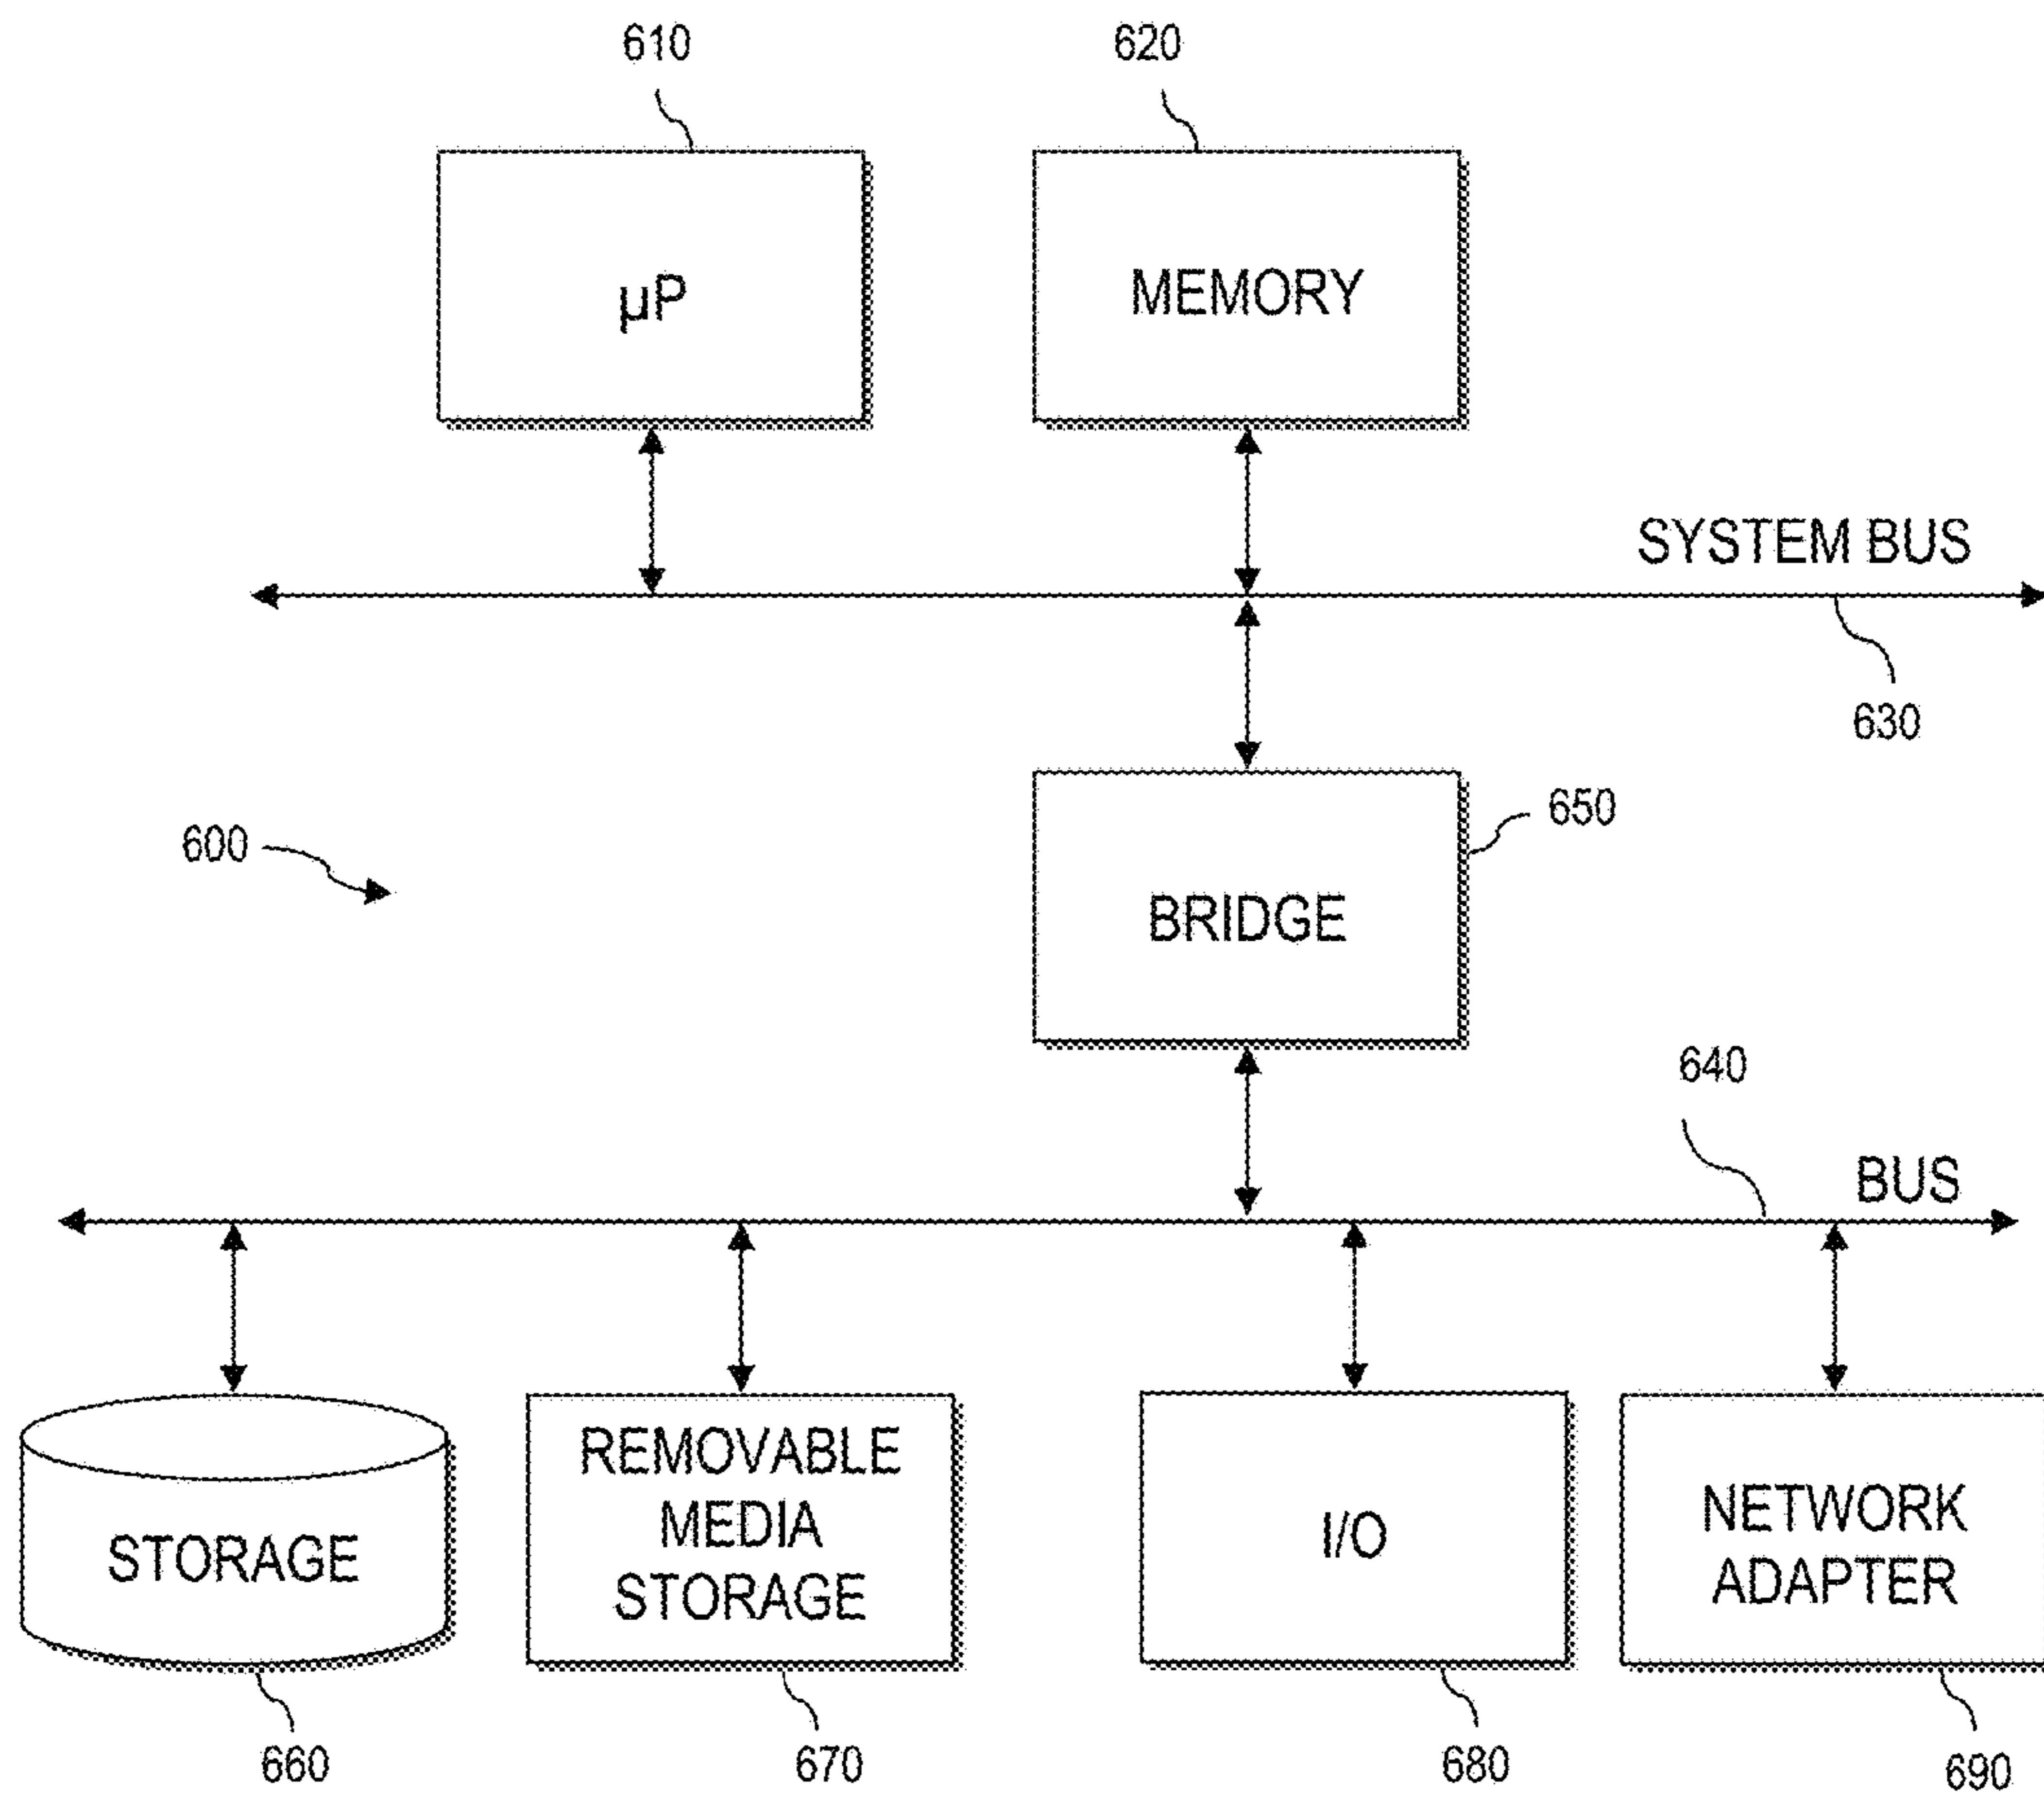 610
620
µP
MEMORY
SYSTEM BUS
630
650
600
BRIDGE
640
BUS
STORAGE
REMOVABLE
MEDIA
STORAGE
I/O
NETWORK
ADAPTER
660
670
680
690